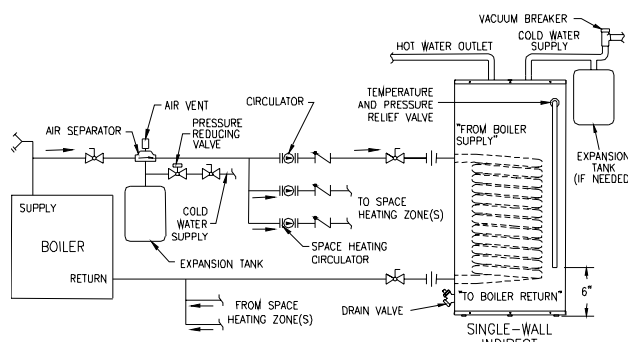 VACUUM BREAKER
COLD WATER
SUPPLY
HOT WATER OUTLET
AIR VENT
CIRCULATOR
TEMPERATURE
AND PRESSURE
RELIEF VALVE
AIR SEPARATOR
PRESSURE
REDUCING
VALVE
"FROM BOILER
SUPPLY"
EXPANSION
TANK
(IF NEEDED
SUPPLY
BOILER
RETURN
COLD
WATER
SUPPLY
TO SPACE
HEATING ZONE(S)
EXPANSION TANK
SPACE HEATING
CIRCULATOR
FROM SPACE
HEATING ZONE(S)
DRAIN VALVE
"TO BOILER RETURN"
6"
SINGLE-WALL
INDIRECT